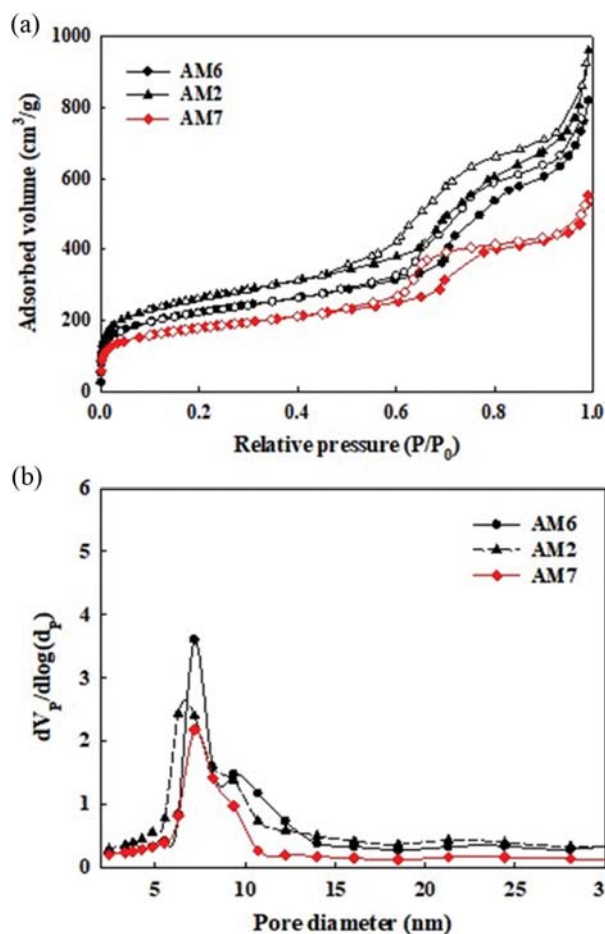 (a)
1000
800
600
400
200
0
AM6
AM2
AM7
Adsorbed volume (cm³/g)
0.0 0.2 0.4 0.6 0.8 1.0
Relative pressure (P/P₀)
(b)
6
5
4
3
2
1
0
AM6
AM2
AM7
dVₚ/dlog(dₚ)
5 10 15 20 25 30
Pore diameter (nm)